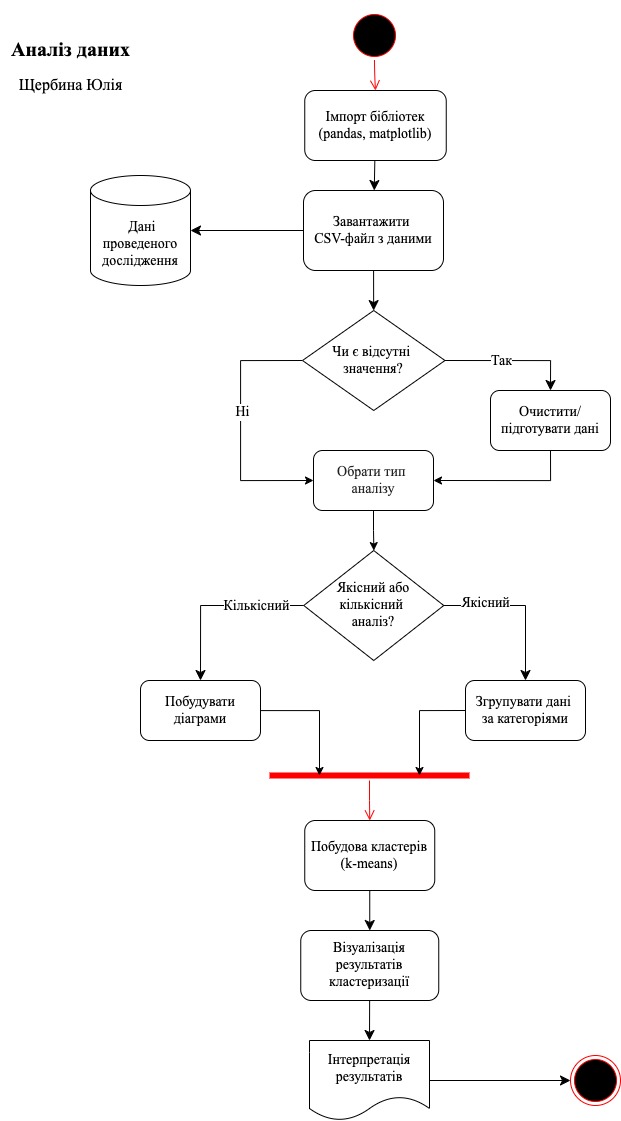 Аналіз даних
Щербина Юлія
Імпорт бібліотек
(pandas, matplotlib)
Завантажити
CSV-файл з даними
Дані
проведеного
дослідження
Чи є відсутні
значення?
Так
Ні
Очистити/
підготувати дані
Обрати тип
аналізу
Якісний або
кількісний
аналіз?
Кількісний
Якісний
Побудувати
діаграми
Згрупувати дані
за категоріями
Побудова кластерів
(k-means)
Візуалізація
результатів
кластеризації
Інтерпретація
результатів